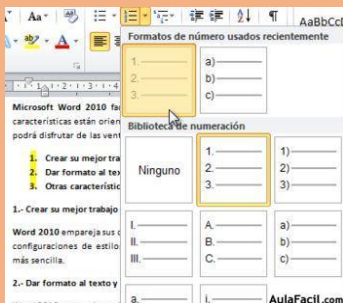 Aa
AaBbCcD
A
Formatos de número usados recientemente
1.
2.
3.
a)
b)
c)
Biblioteca de numeración
Ninguno
1.
2.
3.
1)
2)
3)
I.
II.
III.
A.
B.
C.
a)
b)
c)
a.
i.
Microsoft Word 2010 fac
características están orien
podrá disfrutar de las vent
1. Crear su mejor tra
2. Dar formato al tex
3. Otras característic
1.- Crear su mejor trabajo
Word 2010 empareja sus c
configuraciones de estilo
más sencilla.
2.- Dar formato al texto y
AulaFacil.com